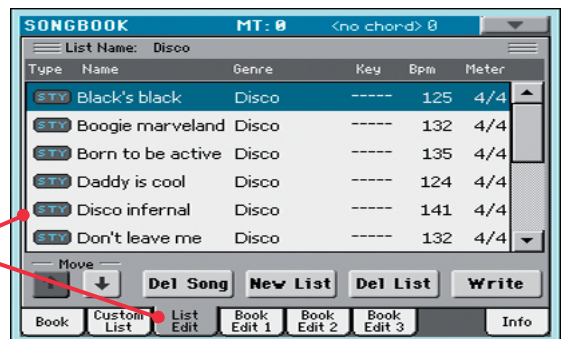 SONGBOOK MT: 0 <no chord> 0
List Name: Disco
Type Name Genre Key Bpm Meter
STY Black's black Disco ----- 125 4/4
STY Boogie marveland Disco ----- 132 4/4
STY Born to be active Disco ----- 135 4/4
STY Daddy is cool Disco ----- 124 4/4
STY Disco infernal Disco ----- 141 4/4
STY Don't leave me Disco ----- 132 4/4
Move
Del Song New List Del List Write
Book Custom List List Edit Book Edit 1 Book Edit 2 Book Edit 3 Info